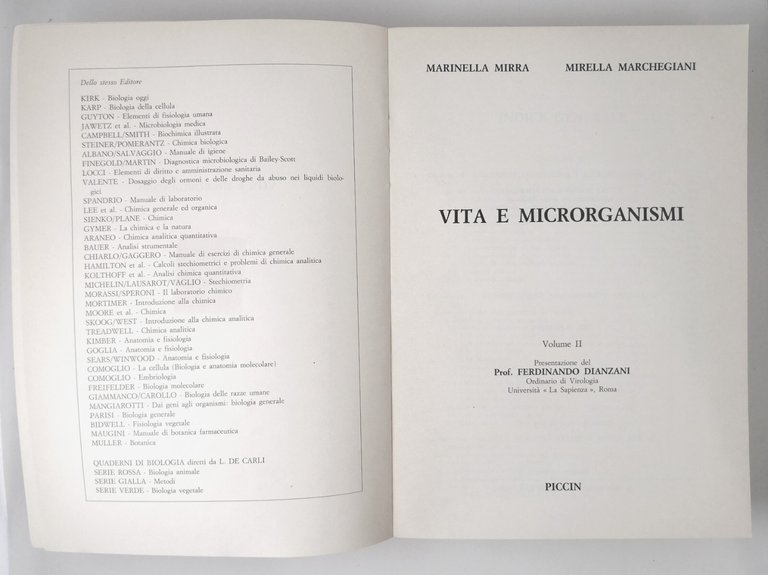 Dello stesso Editore
KIRK - Biologia oggi
KARP - Biologia della cellula
GUYTON - Elementi di fisiologia umana
JAWETZ et al. - Microbiologia medica
CAMPBELL/SMITH - Biochimica illustrata
STEINER/POMERANTZ - Chimica biologica
ALBANO/SALVAGGIO - Manuale di igiene
FINEGOLD/MARTIN - Diagnostica microbiologica di Bailey-Scott
LOCCI - Elementi di diritto e amministrazione sanitaria
VALENTE - Dosaggio degli ormoni e delle droghe da abuso nei liquidi biolo-
gici
SPANDRIO - Manuale di laboratorio
LEE et al. - Chimica generale ed organica
SIENKO/PLANE - Chimica
GYMER - La chimica e la natura
ARANEO - Chimica analitica quantitativa
BAUER - Analisi strumentale
CHIARLO/GAGGERO - Manuale di esercizi di chimica generale
HAMILTON et al. - Calcoli stechiometrici e problemi di chimica analitica
KOLTHOFF et al. - Analisi chimica quantitativa
MICHELIN/LAUSAROT/VAGLIO - Stechiometria
MORASSI/SPERONI - Il laboratorio chimico
MORTIMER - Introduzione alla chimica
MOORE et al. - Chimica
SKOOG/WEST - Introduzione alla chimica analitica
TREADWELL - Chimica analitica
KIMBER - Anatomia e fisiologia
GOGLIA - Anatomia e fisiologia
SEARS/WINWOOD - Anatomia e fisiologia
COMOGLIO - La cellula (Biologia e anatomia molecolare)
COMOGLIO - Embriologia
FREIFELDER - Biologia molecolare
GIAMMANCO/CAROLLO - Biologia delle razze umane
MANGIAROTTI - Dai geni agli organismi: biologia generale
PARISI - Biologia generale
BIDWELL - Fisiologia vegetale
MAUGINI - Manuale di botanica farmaceutica
MULLER - Botanica
QUADERNI DI BIOLOGIA diretti da L. DE CARLI
SERIE ROSSA - Biologia animale
SERIE GIALLA - Metodi
SERIE VERDE - Biologia vegetale
MARINELLA MIRRA MIRELLA MARCHEGIANI
VITA E MICRORGANISMI
Volume II
Presentazione del
Prof. FERDINANDO DIANZANI
Ordinario di Virologia
Università « La Sapienza », Roma
PICCIN